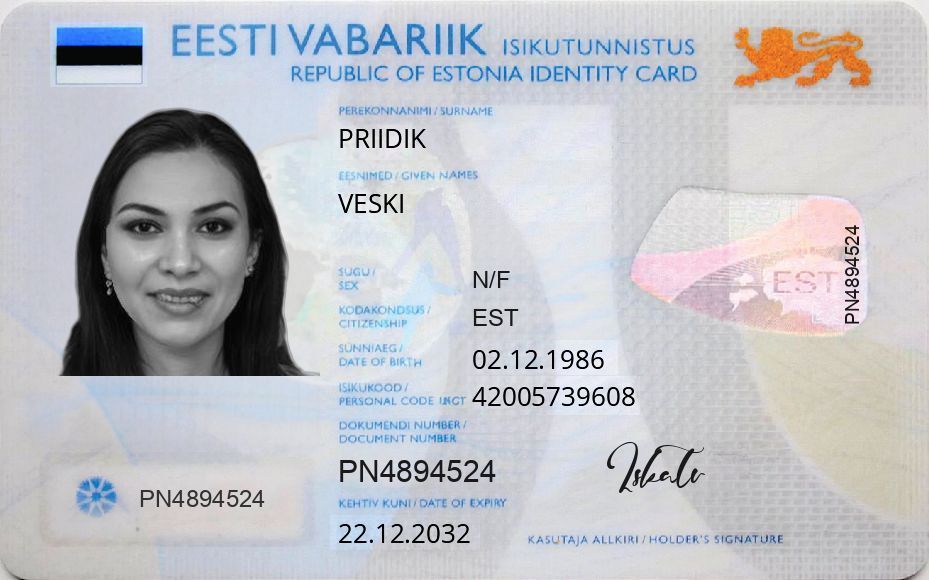 EESTI VABARIIK ISIKUTUNNISTUS
REPUBLIC OF ESTONIA IDENTITY CARD
PEREKONNANIMI / SURNAME
PRIIDIK
EESNIMED / GIVEN NAMES
VESKI
SUGU /
SEX
N/F
KODAKONDSUS /
CITIZENSHIP
EST
SÜNNIAEG /
DATE OF BIRTH
02.12.1986
ISIKUKOOD /
PERSONAL CODE
42005739608
DOKUMENDI NUMBER /
DOCUMENT NUMBER
PN4894524
KEHTIV KUNI / DATE OF EXPIRY
22.12.2032
PN4894524
EST
PN4894524
KASUTAJA ALLKIRI / HOLDER'S SIGNATURE